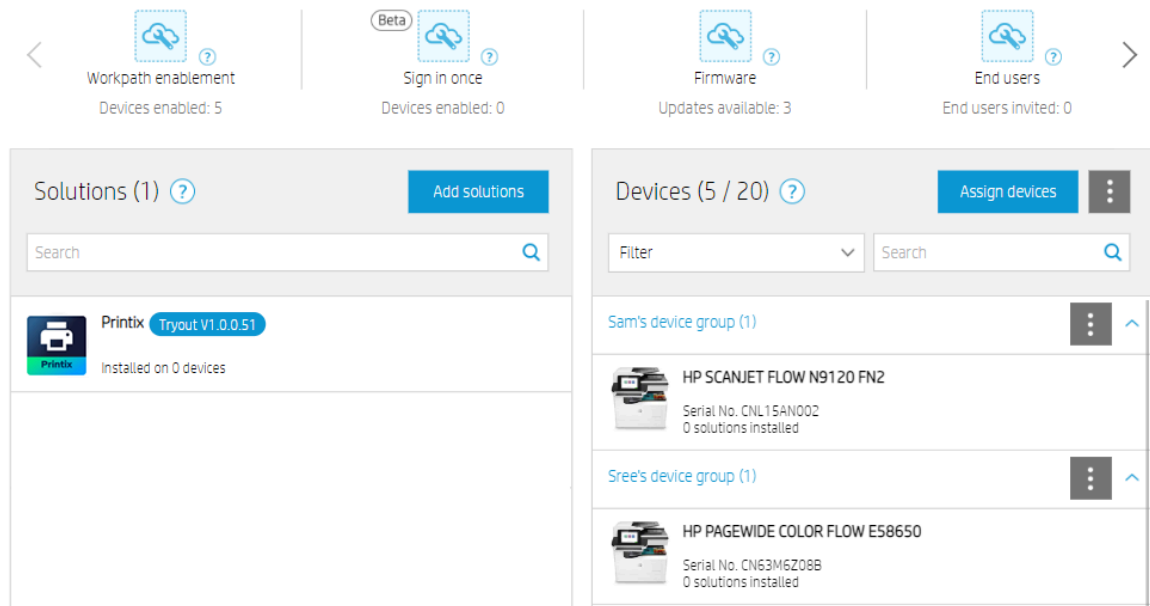 Beta
Workpath enablement
Devices enabled: 5
Sign in once
Devices enabled: 0
Firmware
Updates available: 3
End users
End users invited: 0
Solutions (1) ?
Add solutions
Search
Printix Tryout V1.0.0.51
Printix
Installed on 0 devices
Devices (5 / 20) ?
Assign devices
Filter
Search
Sam's device group (1)
HP SCANJET FLOW N9120 FN2
Serial No. CNL15AN002
0 solutions installed
Sree's device group (1)
HP PAGEWIDE COLOR FLOW E58650
Serial No. CN63M6Z08B
0 solutions installed